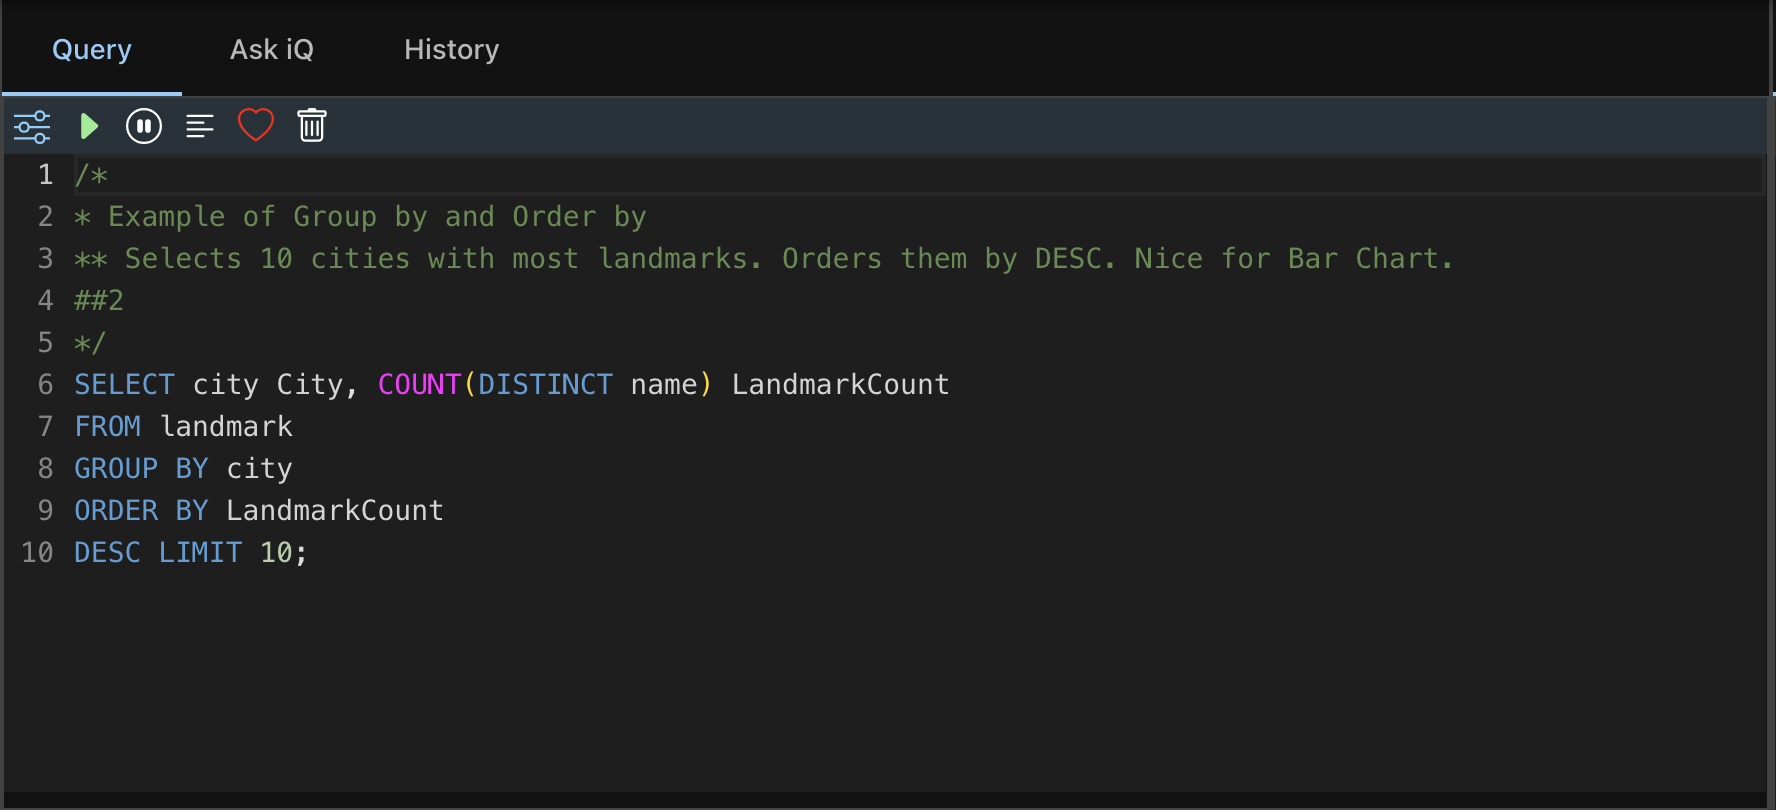 Query Ask iQ History
1 /*
2 * Example of Group by and Order by
3 ** Selects 10 cities with most landmarks. Orders them by DESC. Nice for Bar Chart.
4 ##2
5 */
6 SELECT city City, COUNT(DISTINCT name) LandmarkCount
7 FROM landmark
8 GROUP BY city
9 ORDER BY LandmarkCount
10 DESC LIMIT 10;